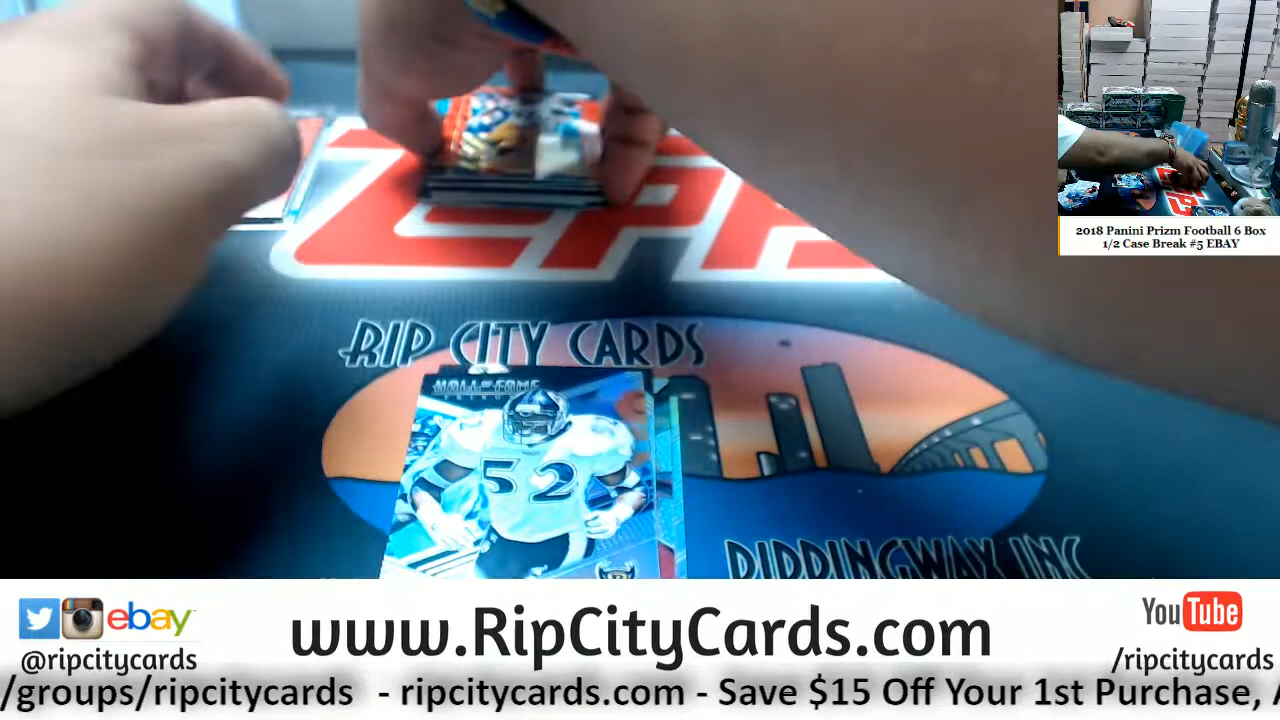 2018 Panini Prizm Football 6 Box
1/2 Case Break #5 EBAY
RIP CITY CARDS
HALL OF FAME
52
RIPPINGWAX INC
ebay
www.RipCityCards.com
YouTube
@ripcitycards
/ripcitycards
/groups/ripcitycards - ripcitycards.com - Save $15 Off Your 1st Purchase,